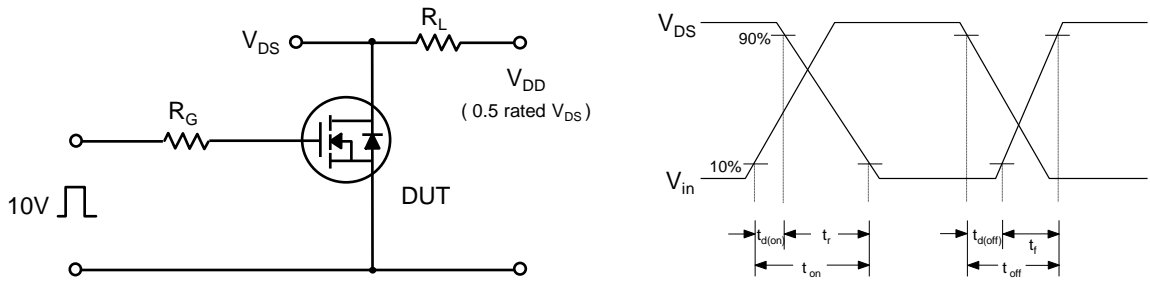 V_DS
R_L
V_DD
( 0.5 rated V_DS )
R_G
10V
DUT
V_DS
90%
10%
V_in
t_d(on)
t_r
t_on
t_d(off)
t_f
t_off